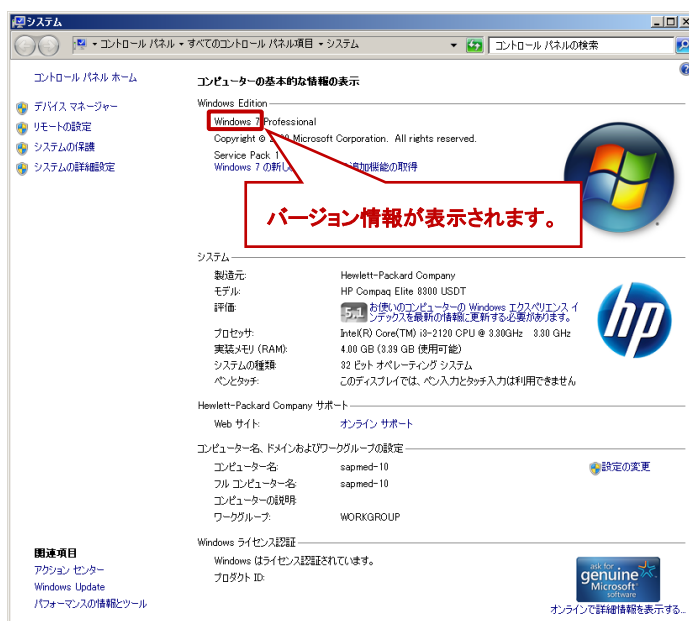 システム
コントロール パネル ▾ すべてのコントロール パネル項目 ▾ システム
コントロール パネルの検索
コントロール パネル ホーム
デバイス マネージャー
リモートの設定
システムの保護
システムの詳細設定
コンピューターの基本的な情報の表示
Windows Edition
Windows 7 Professional
Copyright © Microsoft Corporation. All rights reserved.
Service Pack 1
Windows 7 の新し 追加機能の取得
バージョン情報が表示されます。
システム
製造元: Hewlett-Packard Company
モデル: HP Compaq Elite 8300 USDT
評価: 5.1 お使いのコンピューターの Windows エクスペリエンス イ
ンデックスを最新の情報に更新する必要があります。
プロセッサ: Intel(R) Core(TM) i3-2120 CPU @ 3.30GHz 3.30 GHz
実装メモリ (RAM): 4.00 GB (3.39 GB 使用可能)
システムの種類: 32 ビット オペレーティング システム
ペンとタッチ: このディスプレイでは、ペン入力とタッチ入力は利用できません
hp
Hewlett-Packard Company サポート
Web サイト: オンライン サポート
コンピューター名、ドメインおよびワークグループの設定
コンピューター名: sapmed-10
設定の変更
フル コンピューター名: sapmed-10
コンピューターの説明:
ワークグループ: WORKGROUP
Windows ライセンス認証
Windows はライセンス認証されています。
プロダクト ID:
ask for
genuine
Microsoft
software
オンラインで詳細情報を表示する...
関連項目
アクション センター
Windows Update
パフォーマンスの情報とツール